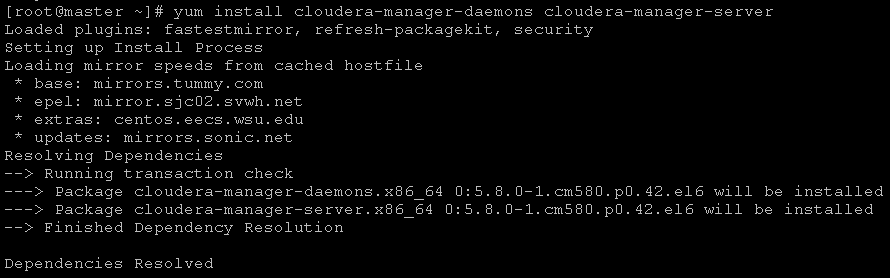 [root@master ~]# yum install cloudera-manager-daemons cloudera-manager-server
Loaded plugins: fastestmirror, refresh-packagekit, security
Setting up Install Process
Loading mirror speeds from cached hostfile
 * base: mirrors.tummy.com
 * epel: mirror.sjc02.svwh.net
 * extras: centos.eecs.wsu.edu
 * updates: mirrors.sonic.net
Resolving Dependencies
--> Running transaction check
---> Package cloudera-manager-daemons.x86_64 0:5.8.0-1.cm580.p0.42.el6 will be installed
---> Package cloudera-manager-server.x86_64 0:5.8.0-1.cm580.p0.42.el6 will be installed
--> Finished Dependency Resolution

Dependencies Resolved